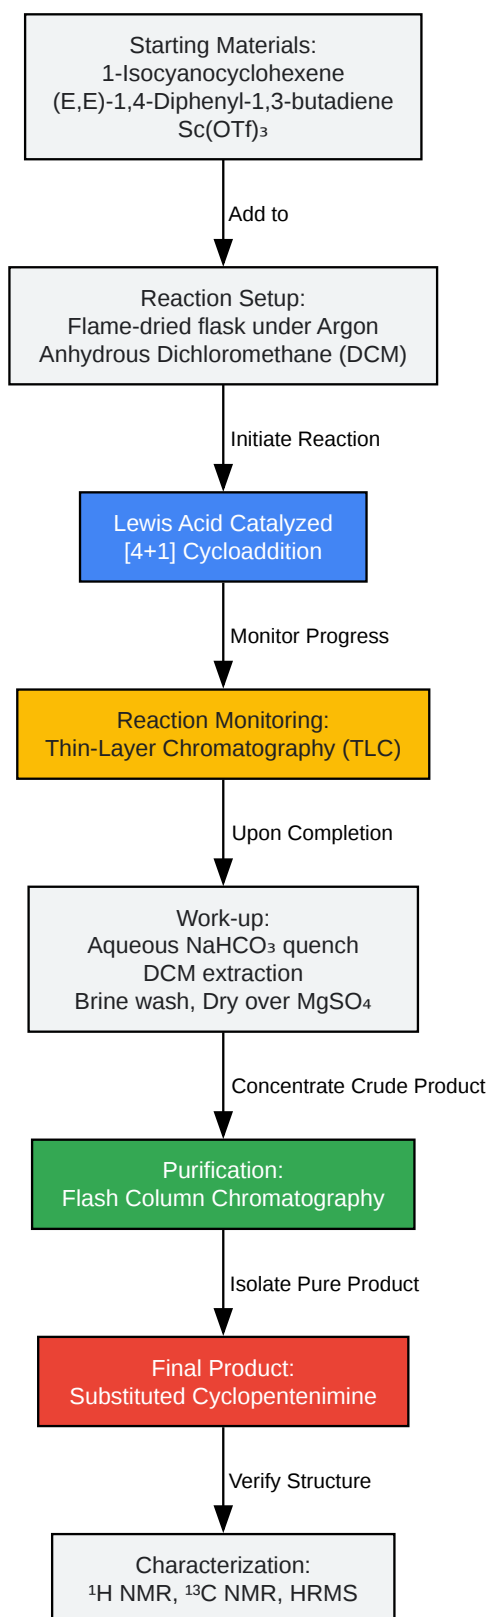 Starting Materials:
1-Isocyanocyclohexene
(E,E)-1,4-Diphenyl-1,3-butadiene
Sc(OTf)₃
Add to
Reaction Setup:
Flame-dried flask under Argon
Anhydrous Dichloromethane (DCM)
Initiate Reaction
Lewis Acid Catalyzed
[4+1] Cycloaddition
Monitor Progress
Reaction Monitoring:
Thin-Layer Chromatography (TLC)
Upon Completion
Work-up:
Aqueous NaHCO₃ quench
DCM extraction
Brine wash, Dry over MgSO₄
Concentrate Crude Product
Purification:
Flash Column Chromatography
Isolate Pure Product
Final Product:
Substituted Cyclopentenimine
Verify Structure
Characterization:
¹H NMR, ¹³C NMR, HRMS